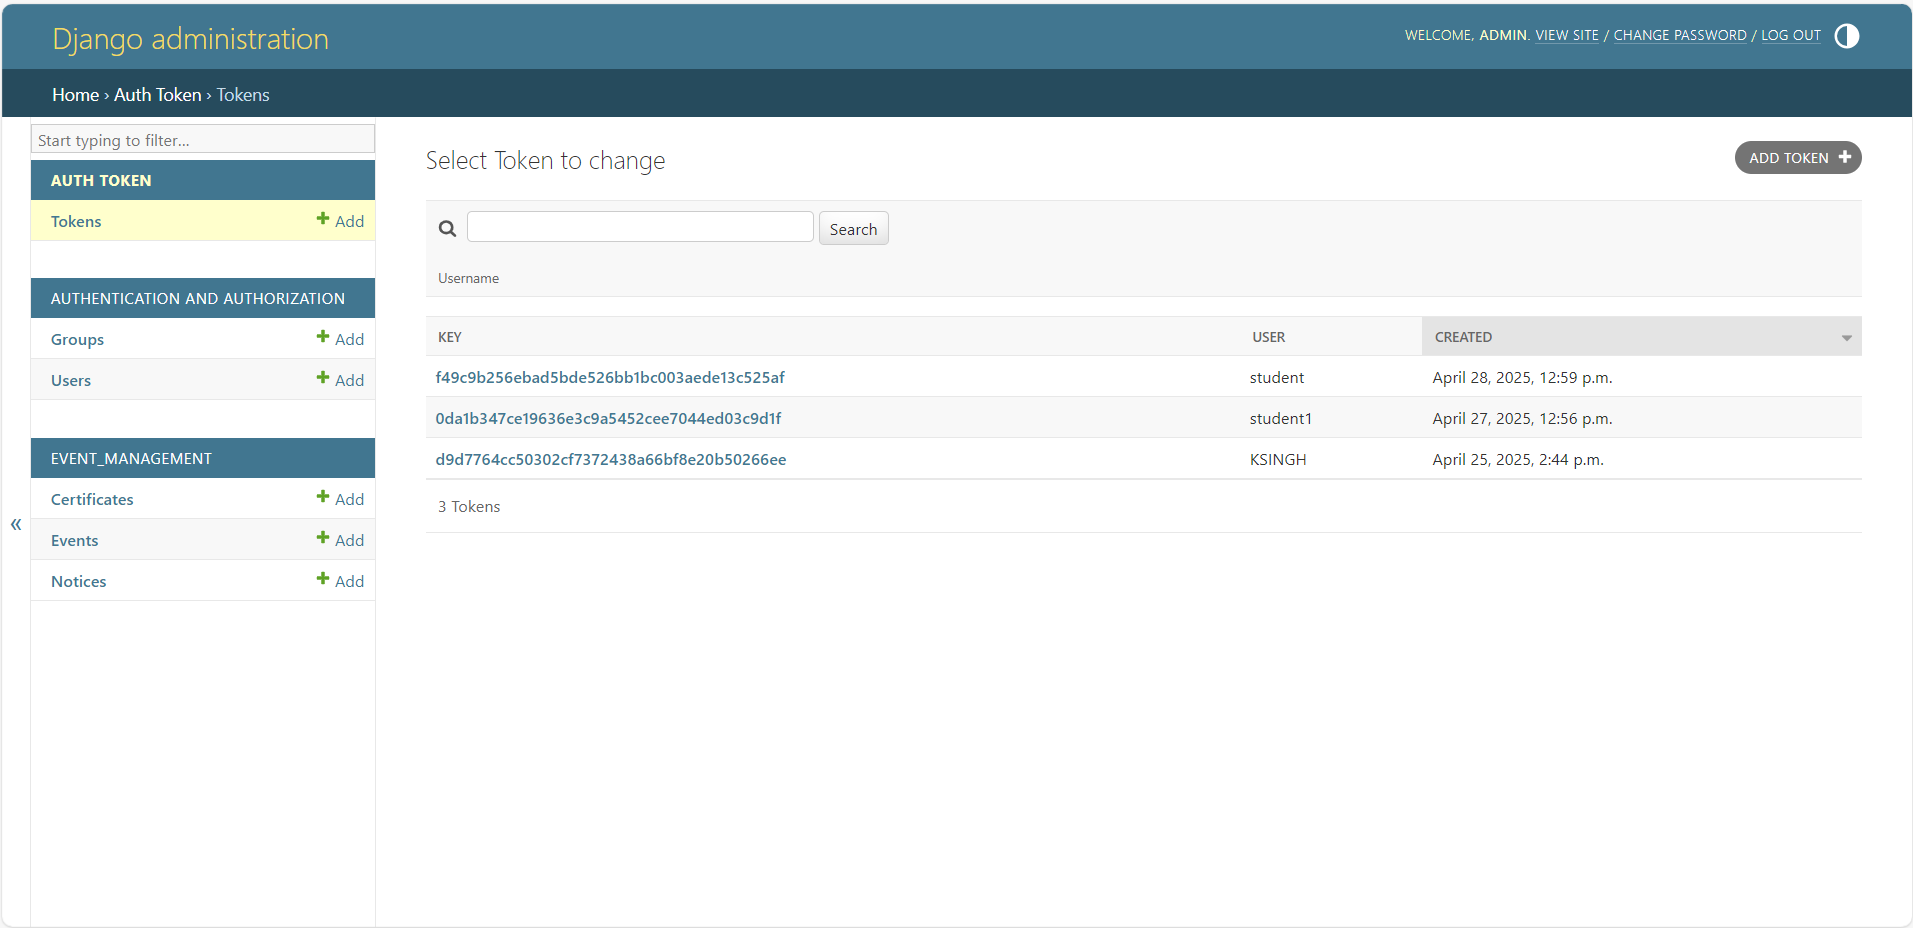 Django administration
WELCOME, ADMIN. VIEW SITE / CHANGE PASSWORD / LOG OUT
Home › Auth Token › Tokens
Start typing to filter...
AUTH TOKEN
Tokens + Add
AUTHENTICATION AND AUTHORIZATION
Groups + Add
Users + Add
EVENT_MANAGEMENT
Certificates + Add
Events + Add
Notices + Add
«
Select Token to change
ADD TOKEN +
Search
Username
KEY USER CREATED
f49c9b256ebad5bde526bb1bc003aede13c525af student April 28, 2025, 12:59 p.m.
0da1b347ce19636e3c9a5452cee7044ed03c9d1f student1 April 27, 2025, 12:56 p.m.
d9d7764cc50302cf7372438a66bf8e20b50266ee KSINGH April 25, 2025, 2:44 p.m.
3 Tokens